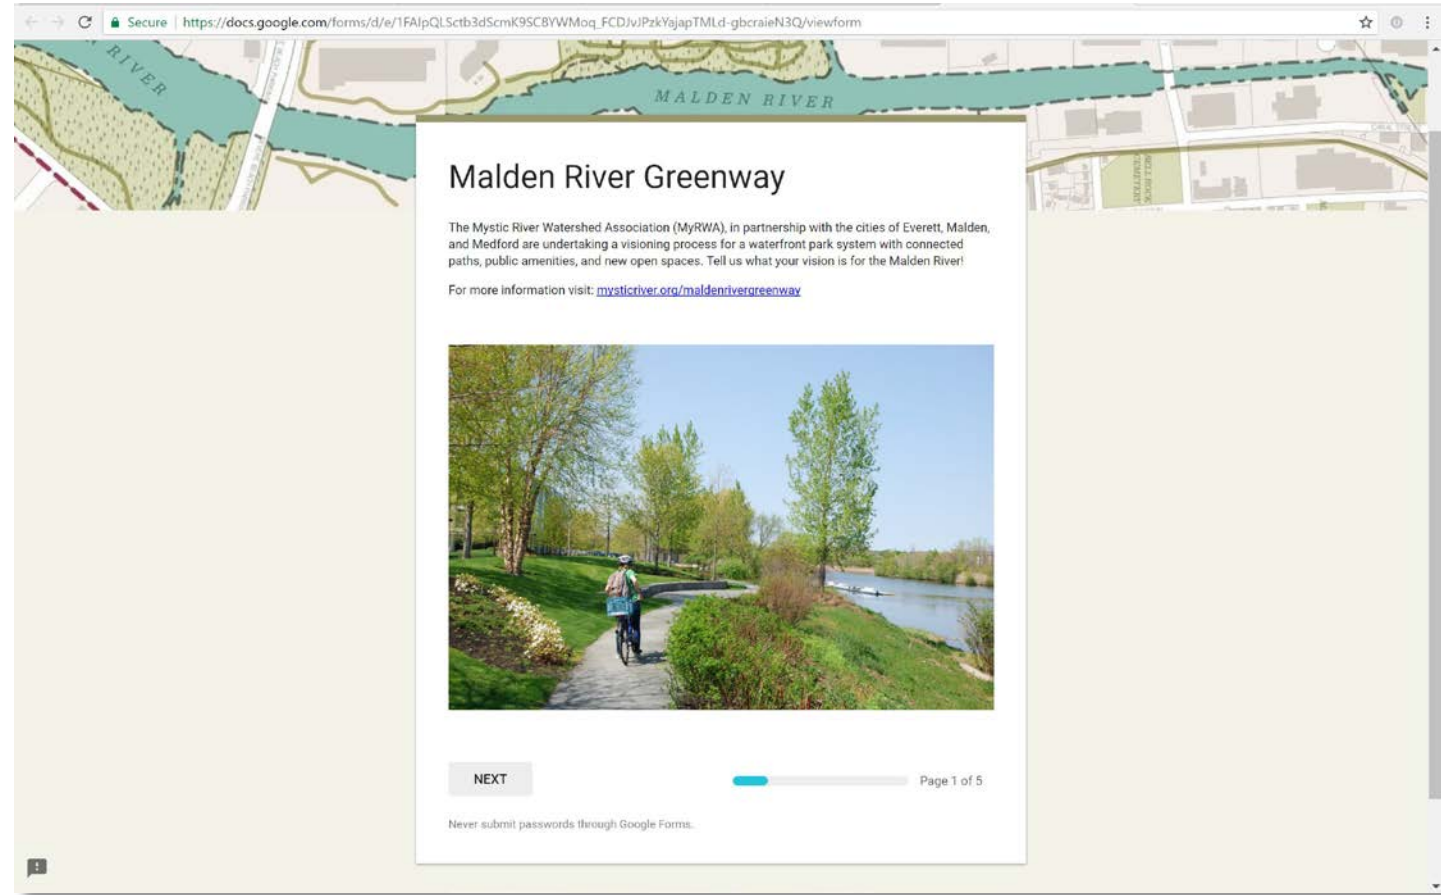 Secure | https://docs.google.com/forms/d/e/1FAIpQLSctb3dScmK9SC8YWMoq_FCDJvJPzkYajapTMLd-gbcraieN3Q/viewform
RIVER
MALDEN RIVER
Malden River Greenway
The Mystic River Watershed Association (MyRWA), in partnership with the cities of Everett, Malden,
and Medford are undertaking a visioning process for a waterfront park system with connected
paths, public amenities, and new open spaces. Tell us what your vision is for the Malden River!
For more information visit: mysticriver.org/maldenrivergreenway
NEXT
Page 1 of 5
Never submit passwords through Google Forms.